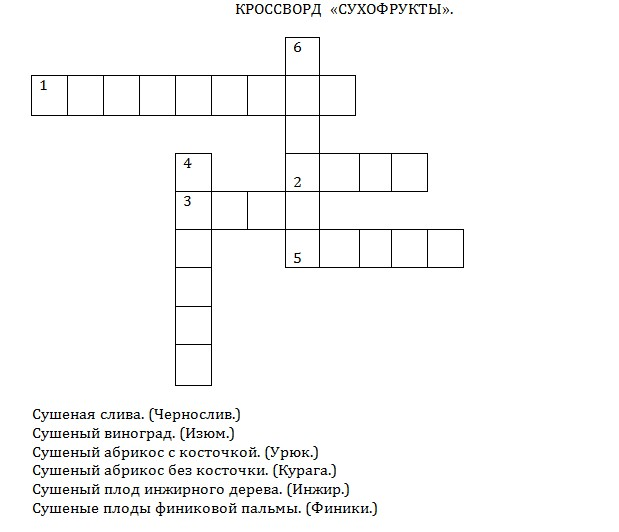 КРОССВОРД «СУХОФРУКТЫ».
6
1
4
2
3
5
Сушеная слива. (Чернослив.)
Сушеный виноград. (Изюм.)
Сушеный абрикос с косточкой. (Урюк.)
Сушеный абрикос без косточки. (Курага.)
Сушеный плод инжирного дерева. (Инжир.)
Сушеные плоды финиковой пальмы. (Финики.)